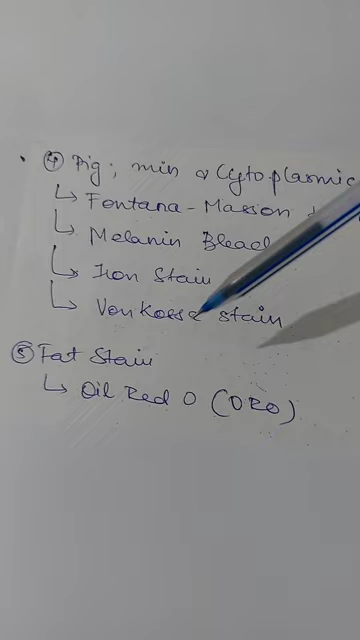 ④ Pig; min & Cytoplasmic
↳ Fontana-Masson
↳ Melanin Bleach
↳ Iron Stain
↳ Von Kossa stain
⑤ Fat Stain
↳ Oil Red O (ORO)